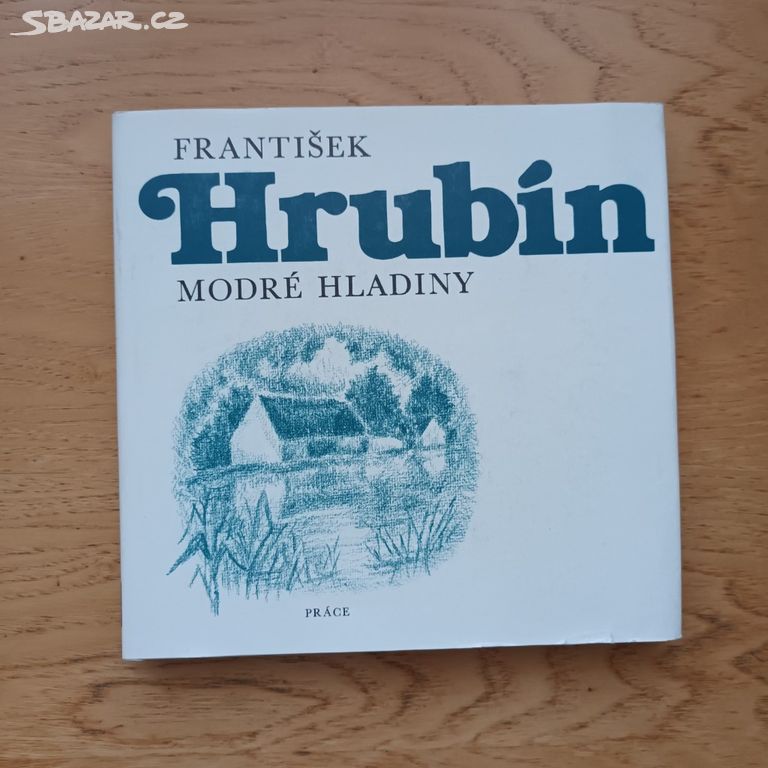 SBAZAR.CZ
FRANTIŠEK
Hrubín
MODRÉ HLADINY
PRÁCE